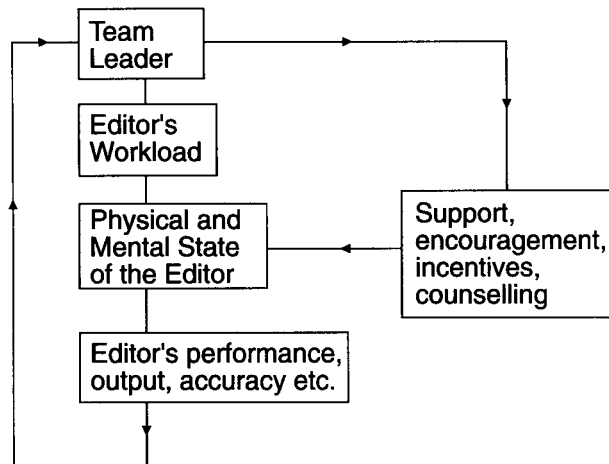 Team
Leader
Editor's
Workload
Physical and
Mental State
of the Editor
Support,
encouragement,
incentives,
counselling
Editor's performance,
output, accuracy etc.